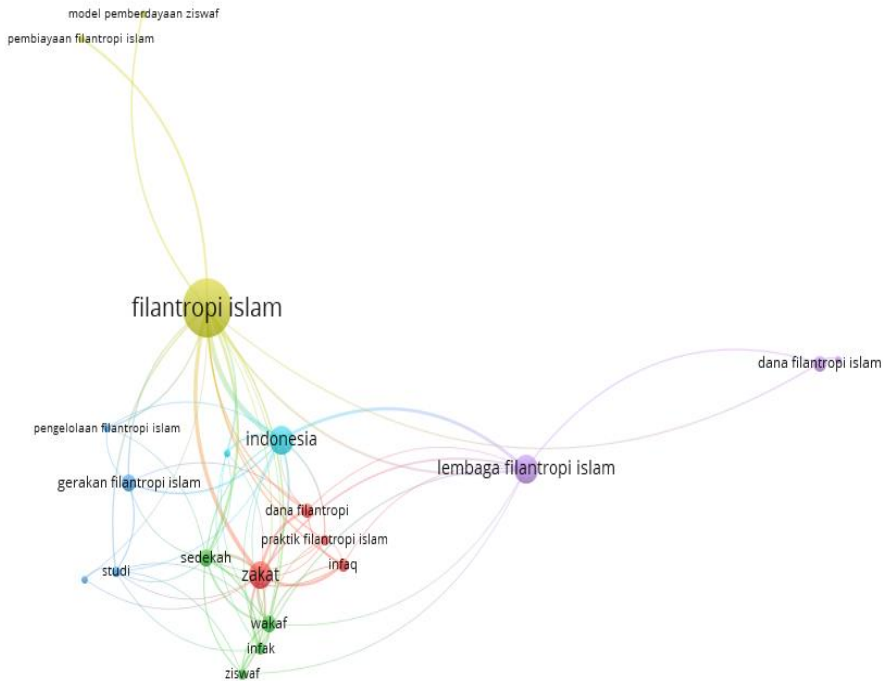 model pemberdayaan ziswaf
pembiayaan filantropi islam
filantropi islam
dana filantropi islam
pengelolaan filantropi islam
indonesia
lembaga filantropi islam
gerakan filantropi islam
dana filantropi
praktik filantropi islam
sedekah
infaq
studi
zakat
wakaf
infak
ziswaf